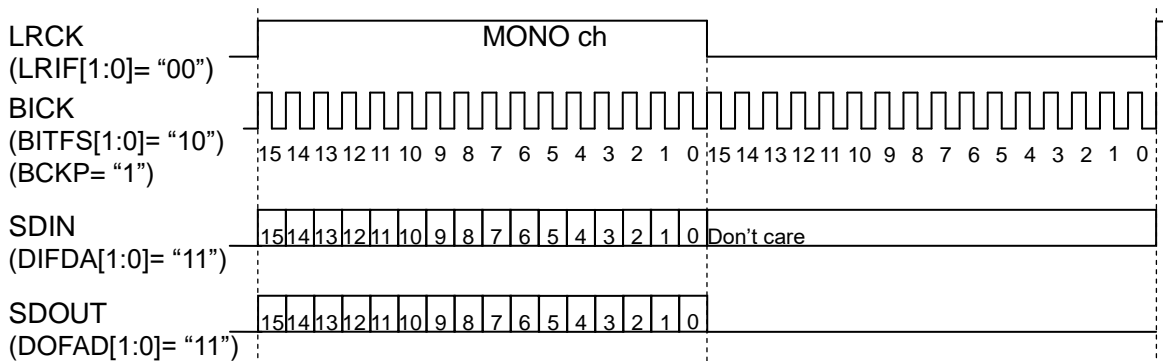 LRCK
MONO ch
(LRIF[1:0]= “00”)
BICK
(BITFS[1:0]= “10”)
15 14 13 12 11 10 9 8 7 6 5 4 3 2 1 0 15 14 13 12 11 10 9 8 7 6 5 4 3 2 1 0
(BCKP= “1”)
SDIN
15 14 13 12 11 10 9 8 7 6 5 4 3 2 1 0 Don’t care
(DIFDA[1:0]= “11”)
SDOUT
15 14 13 12 11 10 9 8 7 6 5 4 3 2 1 0
(DOFAD[1:0]= “11”)